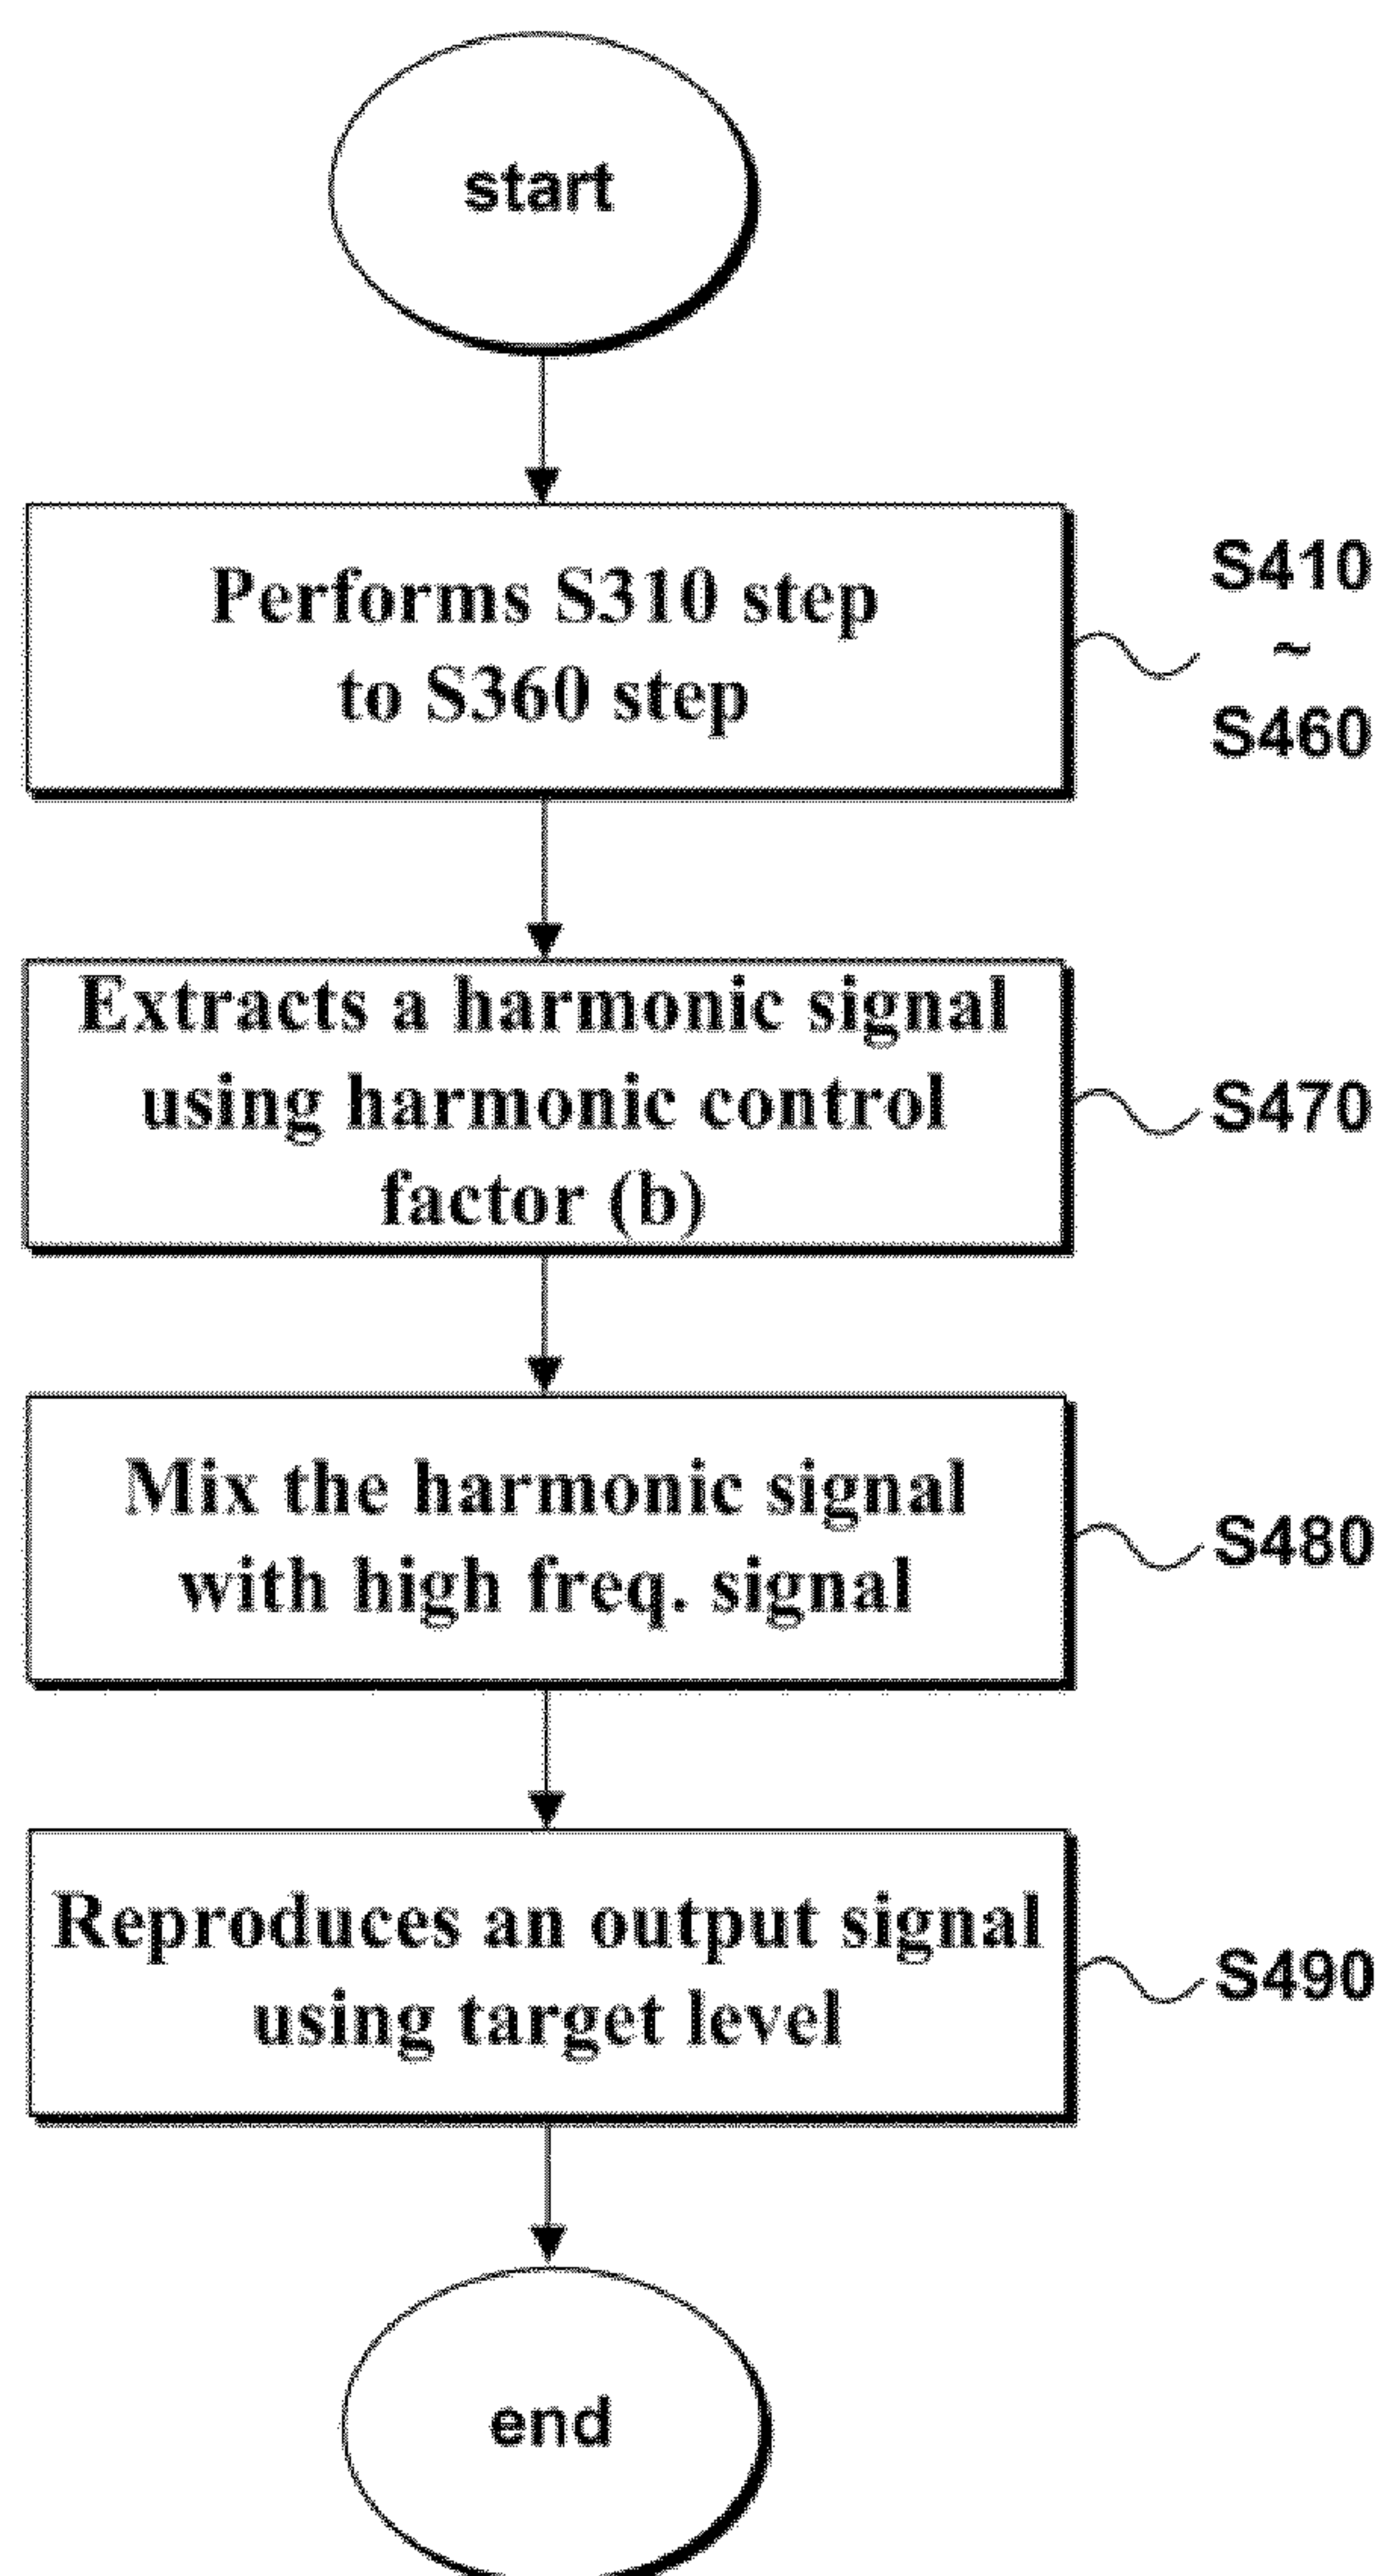 start
Performs S310 step
to S360 step
S410
~
S460
Extracts a harmonic signal
using harmonic control
factor (b)
S470
Mix the harmonic signal
with high freq. signal
S480
Reproduces an output signal
using target level
S490
end